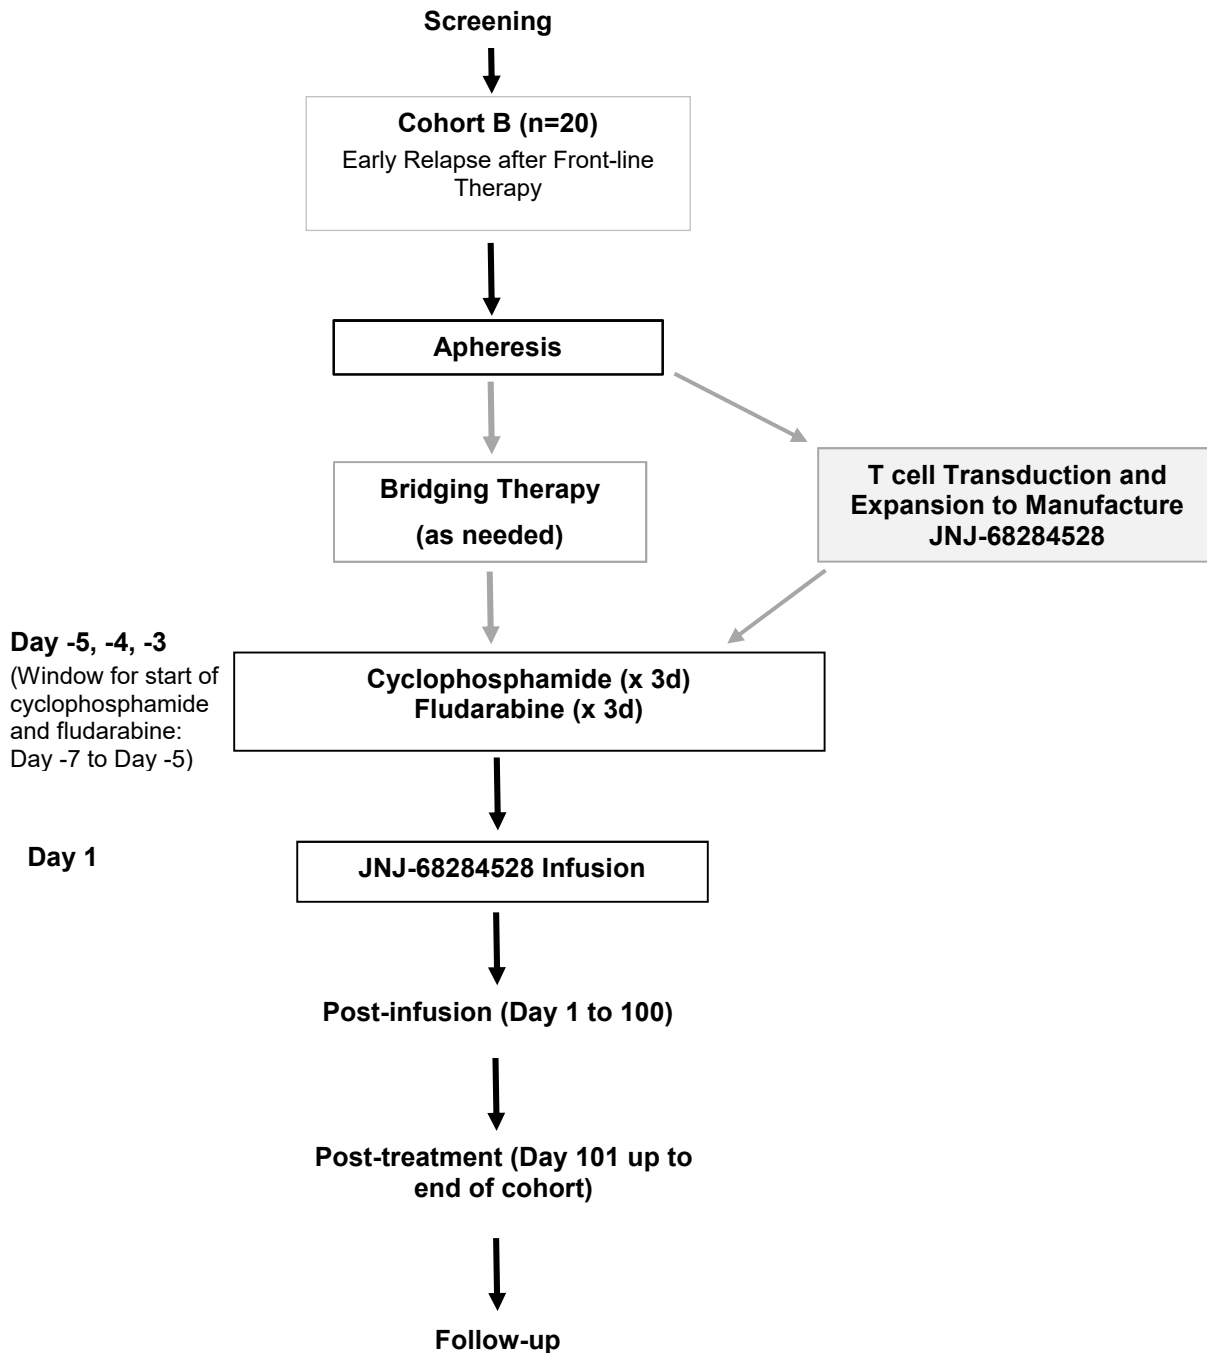 Screening
Cohort B (n=20)
Early Relapse after Front-line
Therapy
Apheresis
Bridging Therapy
(as needed)
T cell Transduction and
Expansion to Manufacture
JNJ-68284528
Day -5, -4, -3
(Window for start of
cyclophosphamide
and fludarabine:
Day -7 to Day -5)
Cyclophosphamide (x 3d)
Fludarabine (x 3d)
Day 1
JNJ-68284528 Infusion
Post-infusion (Day 1 to 100)
Post-treatment (Day 101 up to
end of cohort)
Follow-up